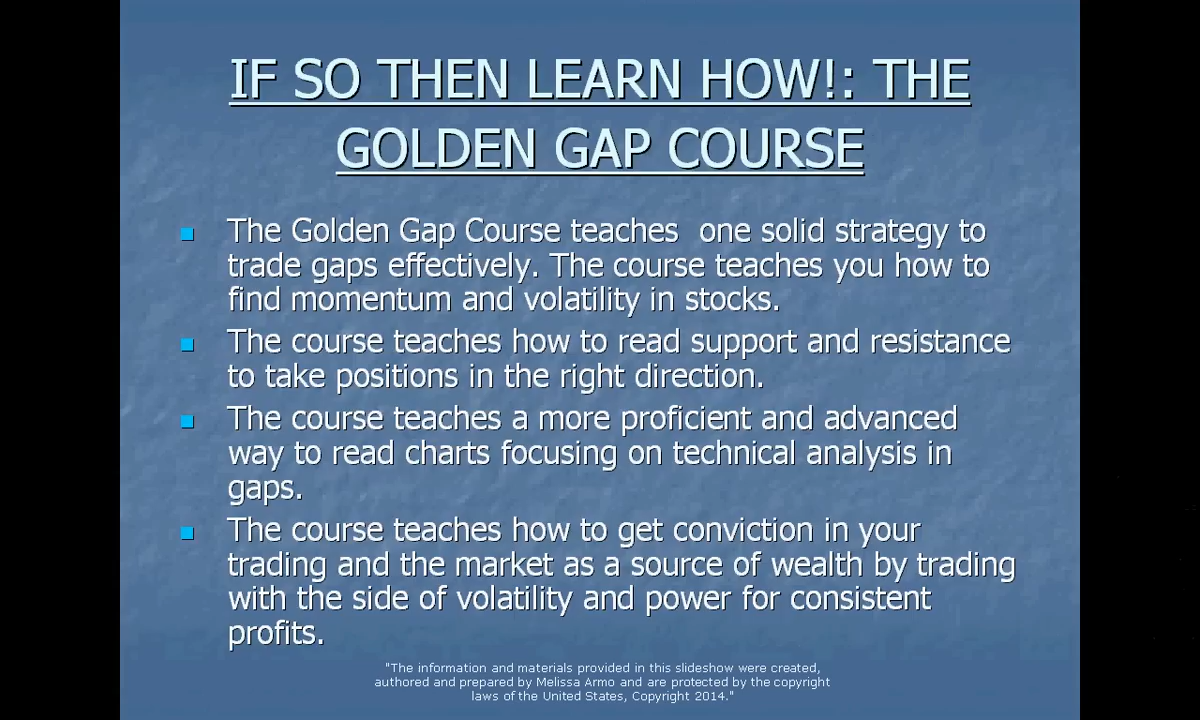 IF SO THEN LEARN HOW!: THE
GOLDEN GAP COURSE
The Golden Gap Course teaches  one solid strategy to
trade gaps effectively. The course teaches you how to
find momentum and volatility in stocks.
The course teaches how to read support and resistance
to take positions in the right direction.
The course teaches a more proficient and advanced
way to read charts focusing on technical analysis in
gaps.
The course teaches how to get conviction in your
trading and the market as a source of wealth by trading
with the side of volatility and power for consistent
profits.
"The information and materials provided in this slideshow were created,
authored and prepared by Melissa Armo and are protected by the copyright
laws of the United States, Copyright 2014."